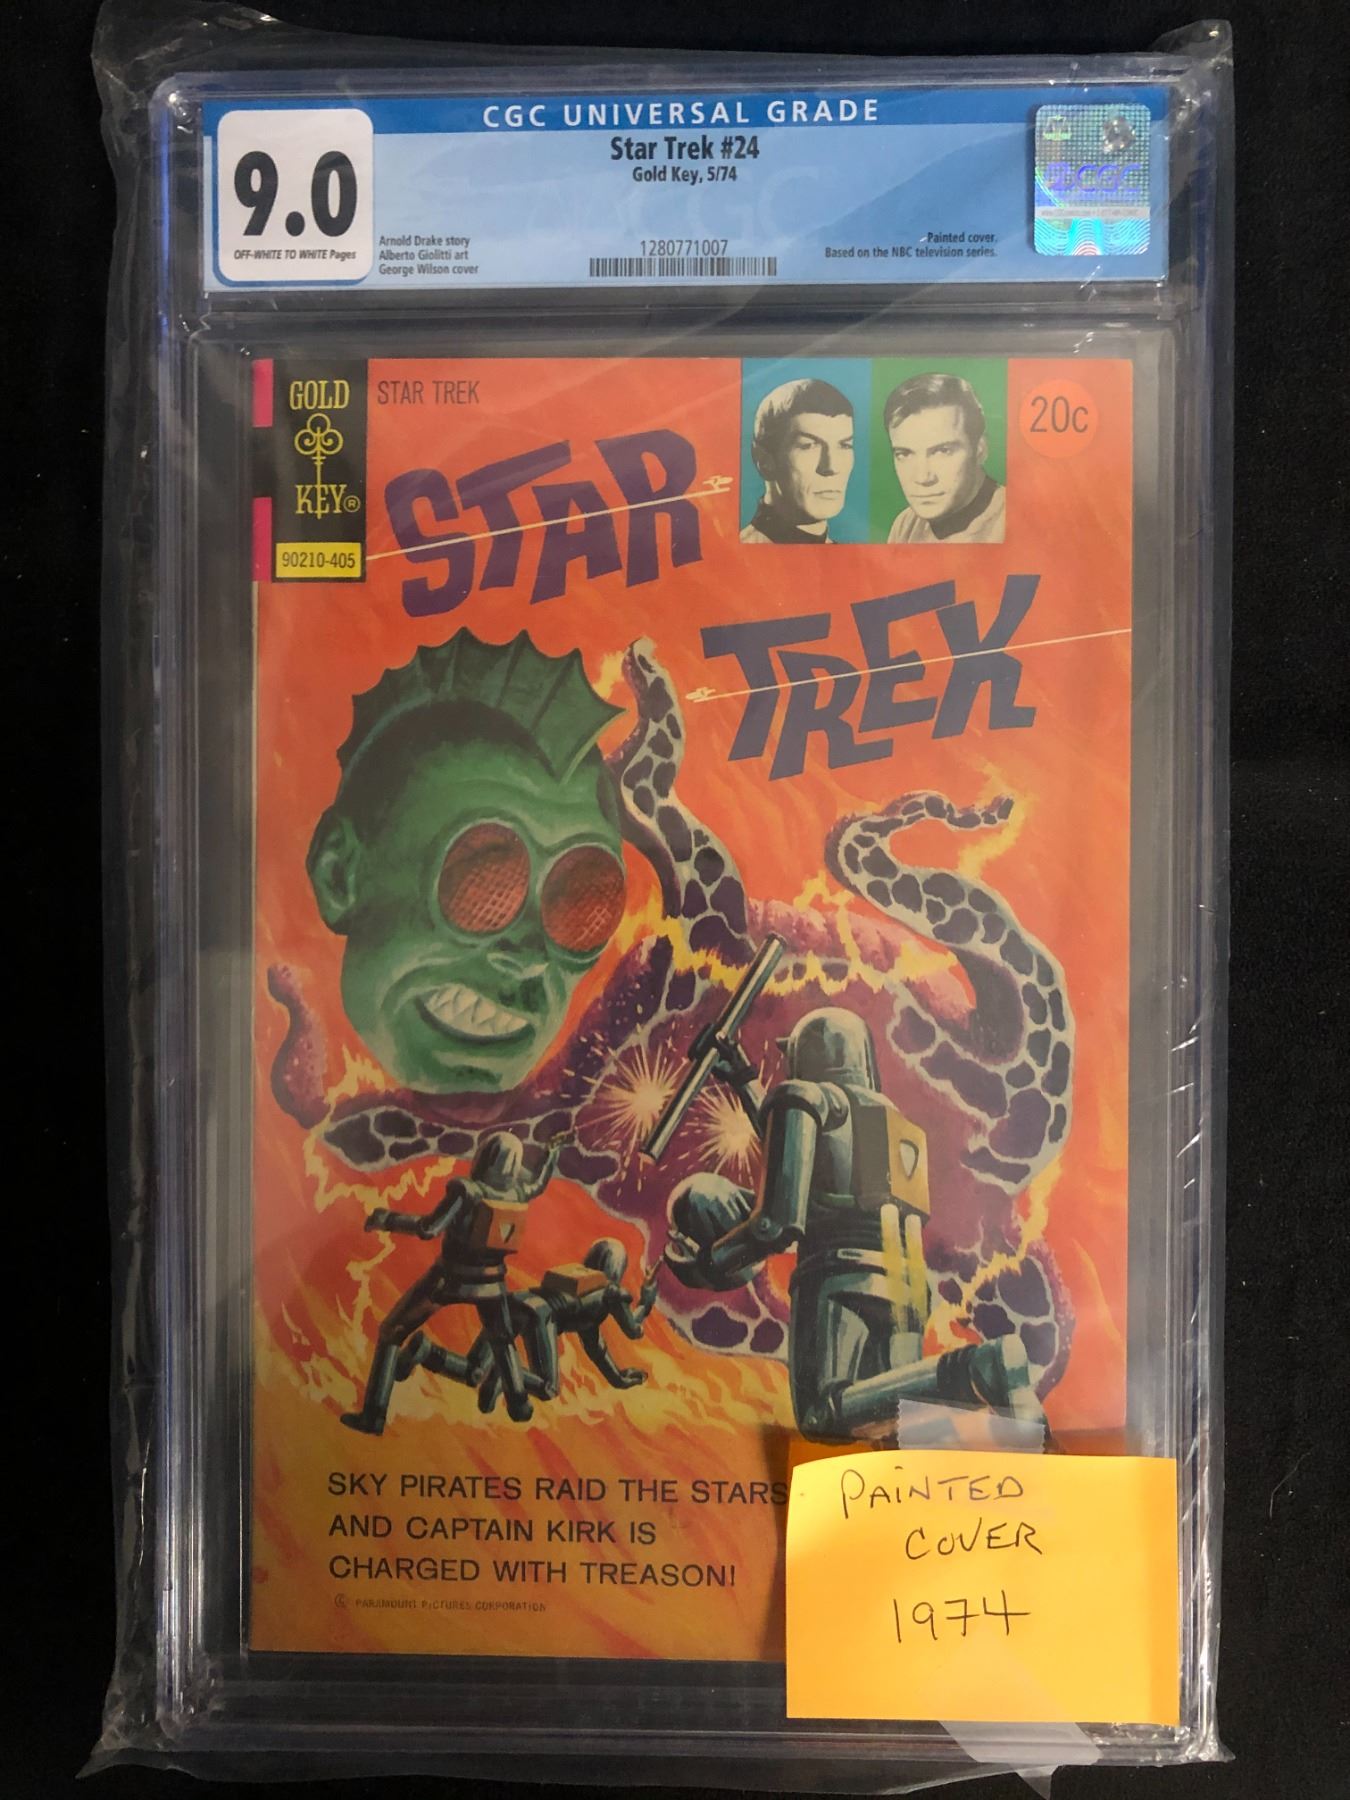 CGC UNIVERSAL GRADE
9.0
OFF-WHITE TO WHITE Pages
Star Trek #24
Gold Key, 5/74
Arnold Drake story
Alberto Giolitti art
George Wilson cover
1280771007
Painted cover.
Based on the NBC television series.
CGC
GOLD
KEY®
90210-405
STAR TREK
20c
STAR
TREK
SKY PIRATES RAID THE STARS
AND CAPTAIN KIRK IS
CHARGED WITH TREASON!
© PARAMOUNT PICTURES CORPORATION
PAINTED
COVER
1974